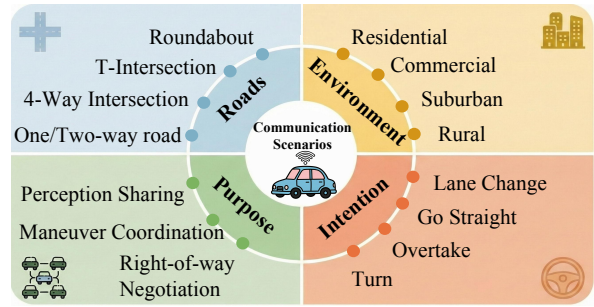 Roundabout
T-Intersection
4-Way Intersection
One/Two-way road
Roads
Residential
Commercial
Suburban
Rural
Environment
Communication
Scenarios
Perception Sharing
Maneuver Coordination
Right-of-way
Negotiation
Purpose
Lane Change
Go Straight
Overtake
Turn
Intention